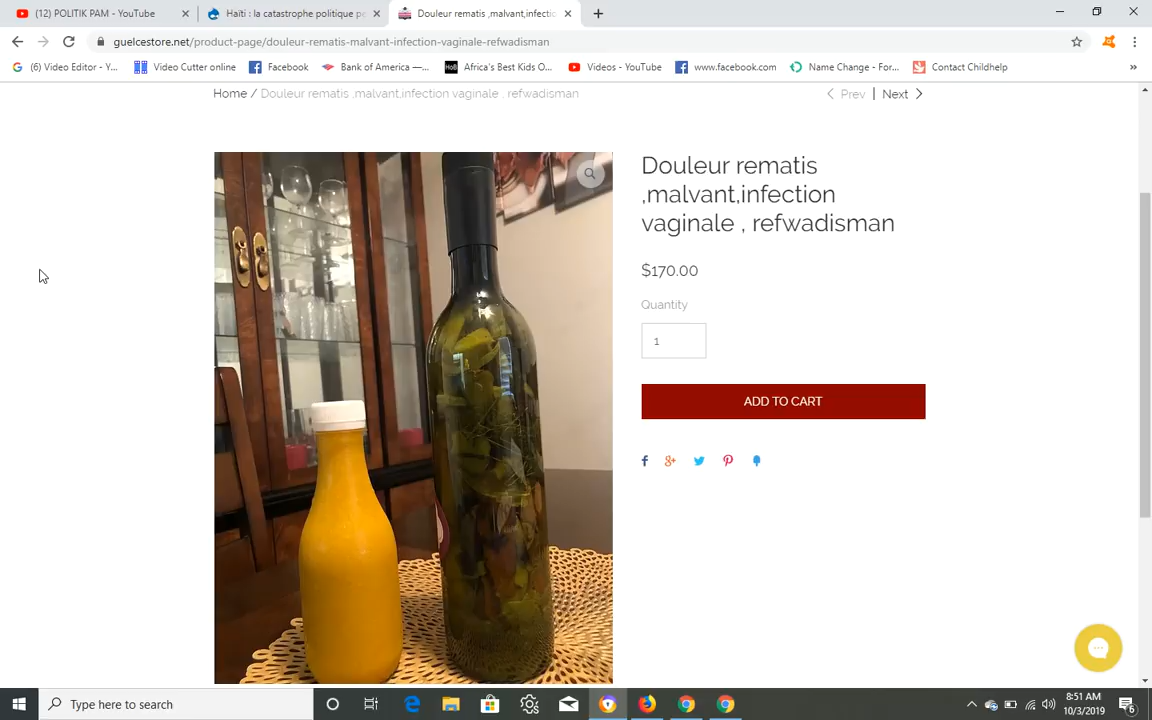 (12) POLITIK PAM - YouTube
Haïti : la catastrophe politique pe
Douleur rematis ,malvant,infectio
guelcestore.net/product-page/douleur-rematis-malvant-infection-vaginale-refwadisman
(6) Video Editor - Y...
Video Cutter online
Facebook
Bank of America —...
HoB
Africa's Best Kids O...
Videos - YouTube
www.facebook.com
Name Change - For...
Contact Childhelp
»
Home / Douleur rematis ,malvant,infection vaginale , refwadisman
Prev | Next
Douleur rematis
,malvant,infection
vaginale , refwadisman
$170.00
Quantity
1
ADD TO CART
Type here to search
8:51 AM
10/3/2019
6